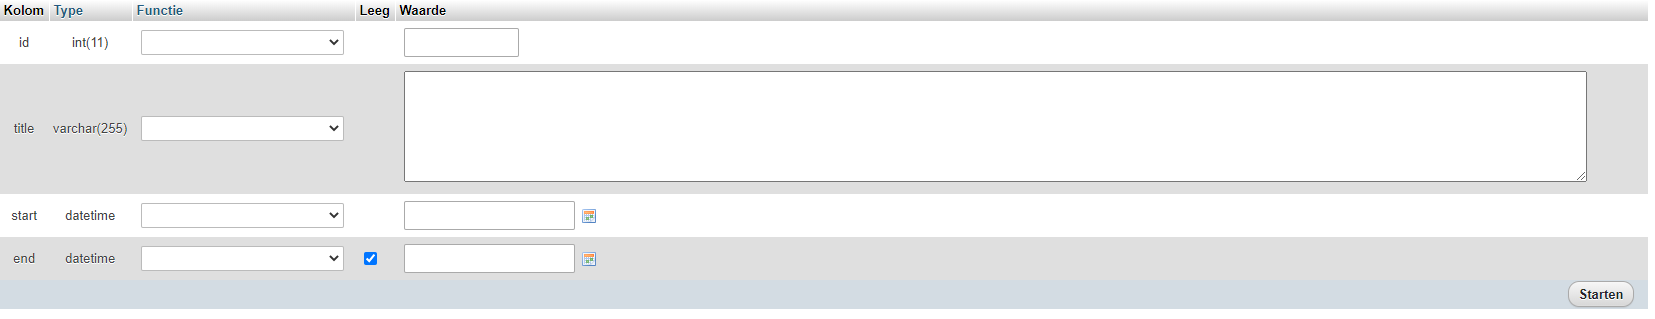 Kolom Type Functie Leeg Waarde
id int(11)
title varchar(255)
start datetime
end datetime
Starten